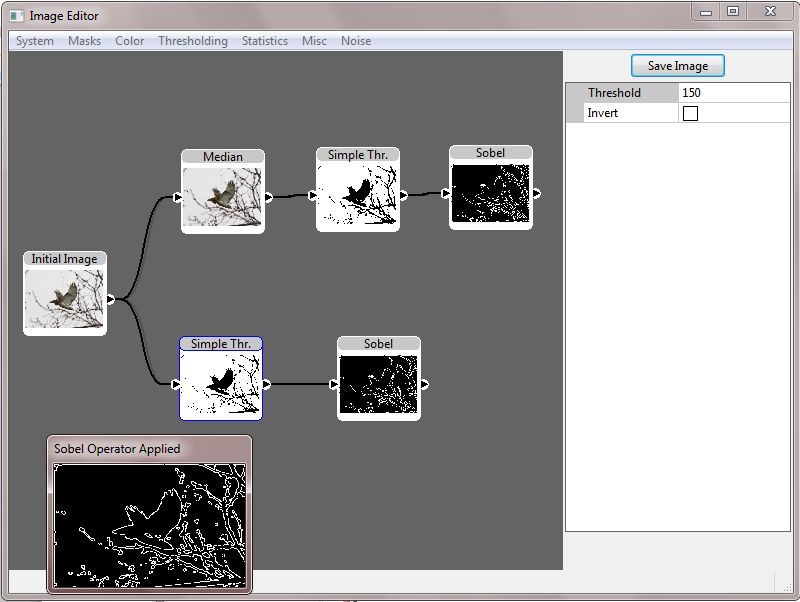 Image Editor
System Masks Color Thresholding Statistics Misc Noise
Save Image
Threshold 150
Invert
Median
Simple Thr.
Sobel
Initial Image
Simple Thr.
Sobel
Sobel Operator Applied